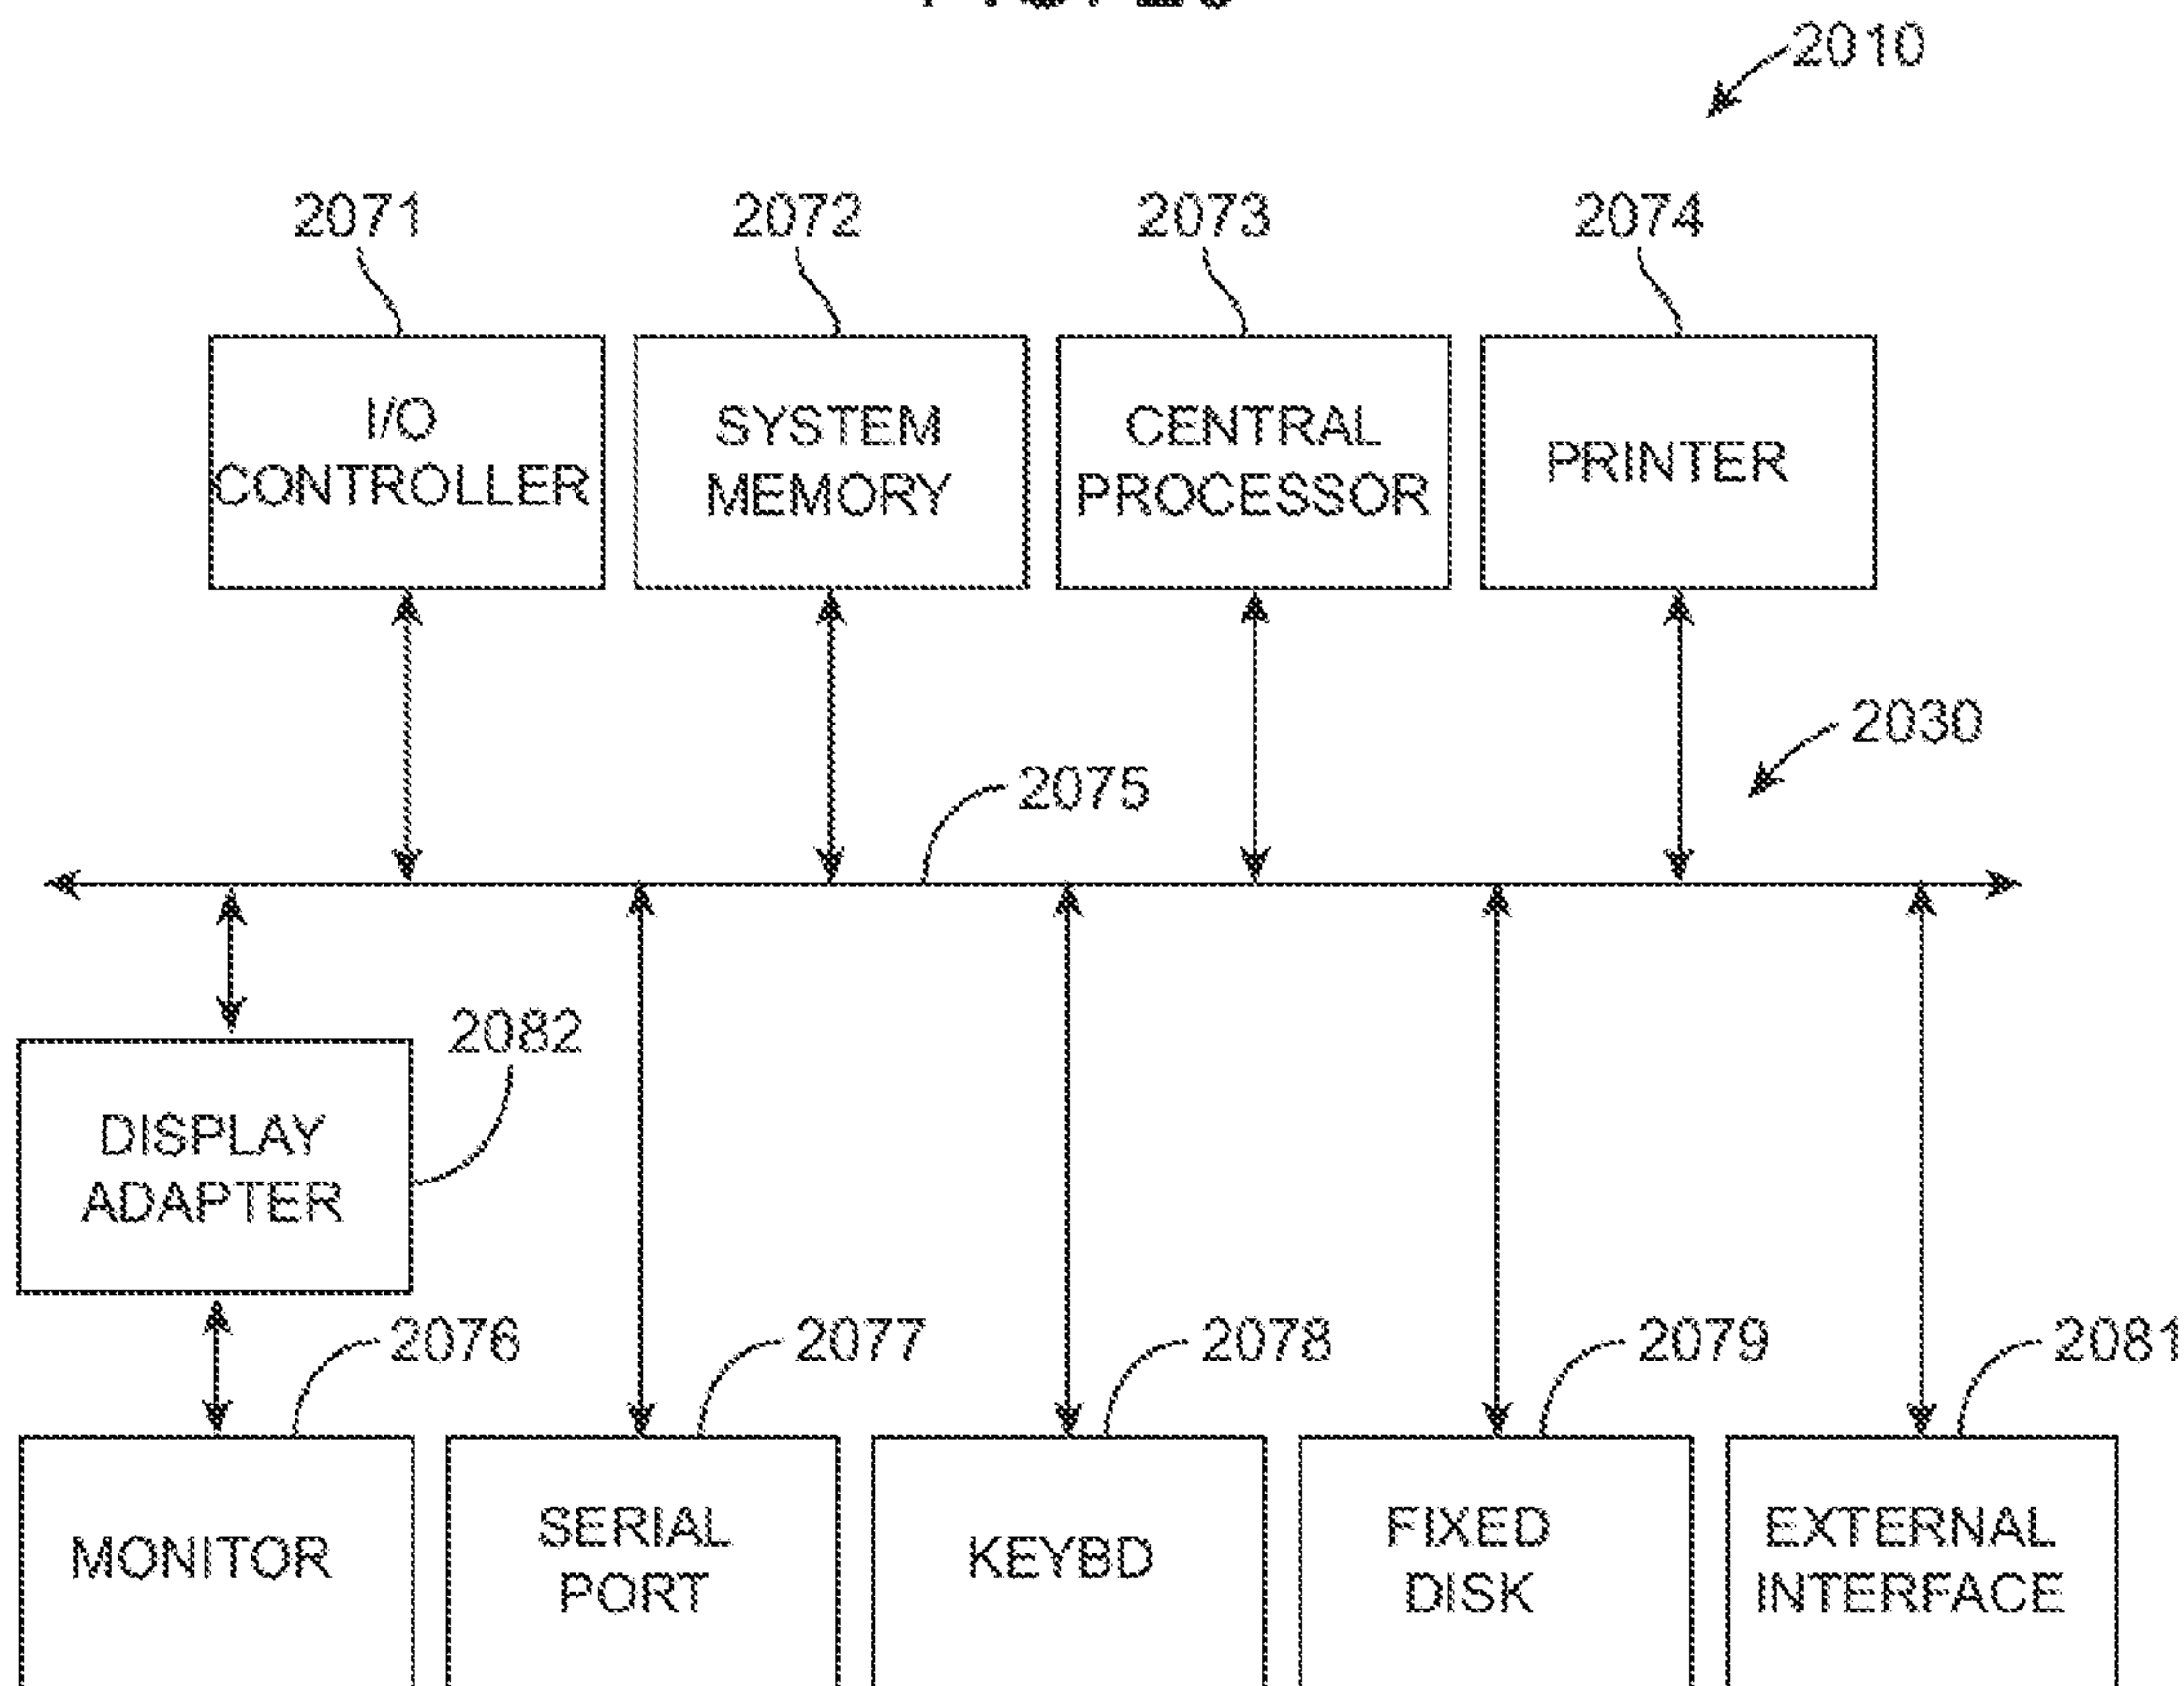 2010
2071
2072
2073
2074
I/O
CONTROLLER
SYSTEM
MEMORY
CENTRAL
PROCESSOR
PRINTER
2030
2075
2082
DISPLAY
ADAPTER
2076
2077
2078
2079
2081
MONITOR
SERIAL
PORT
KEYBD
FIXED
DISK
EXTERNAL
INTERFACE